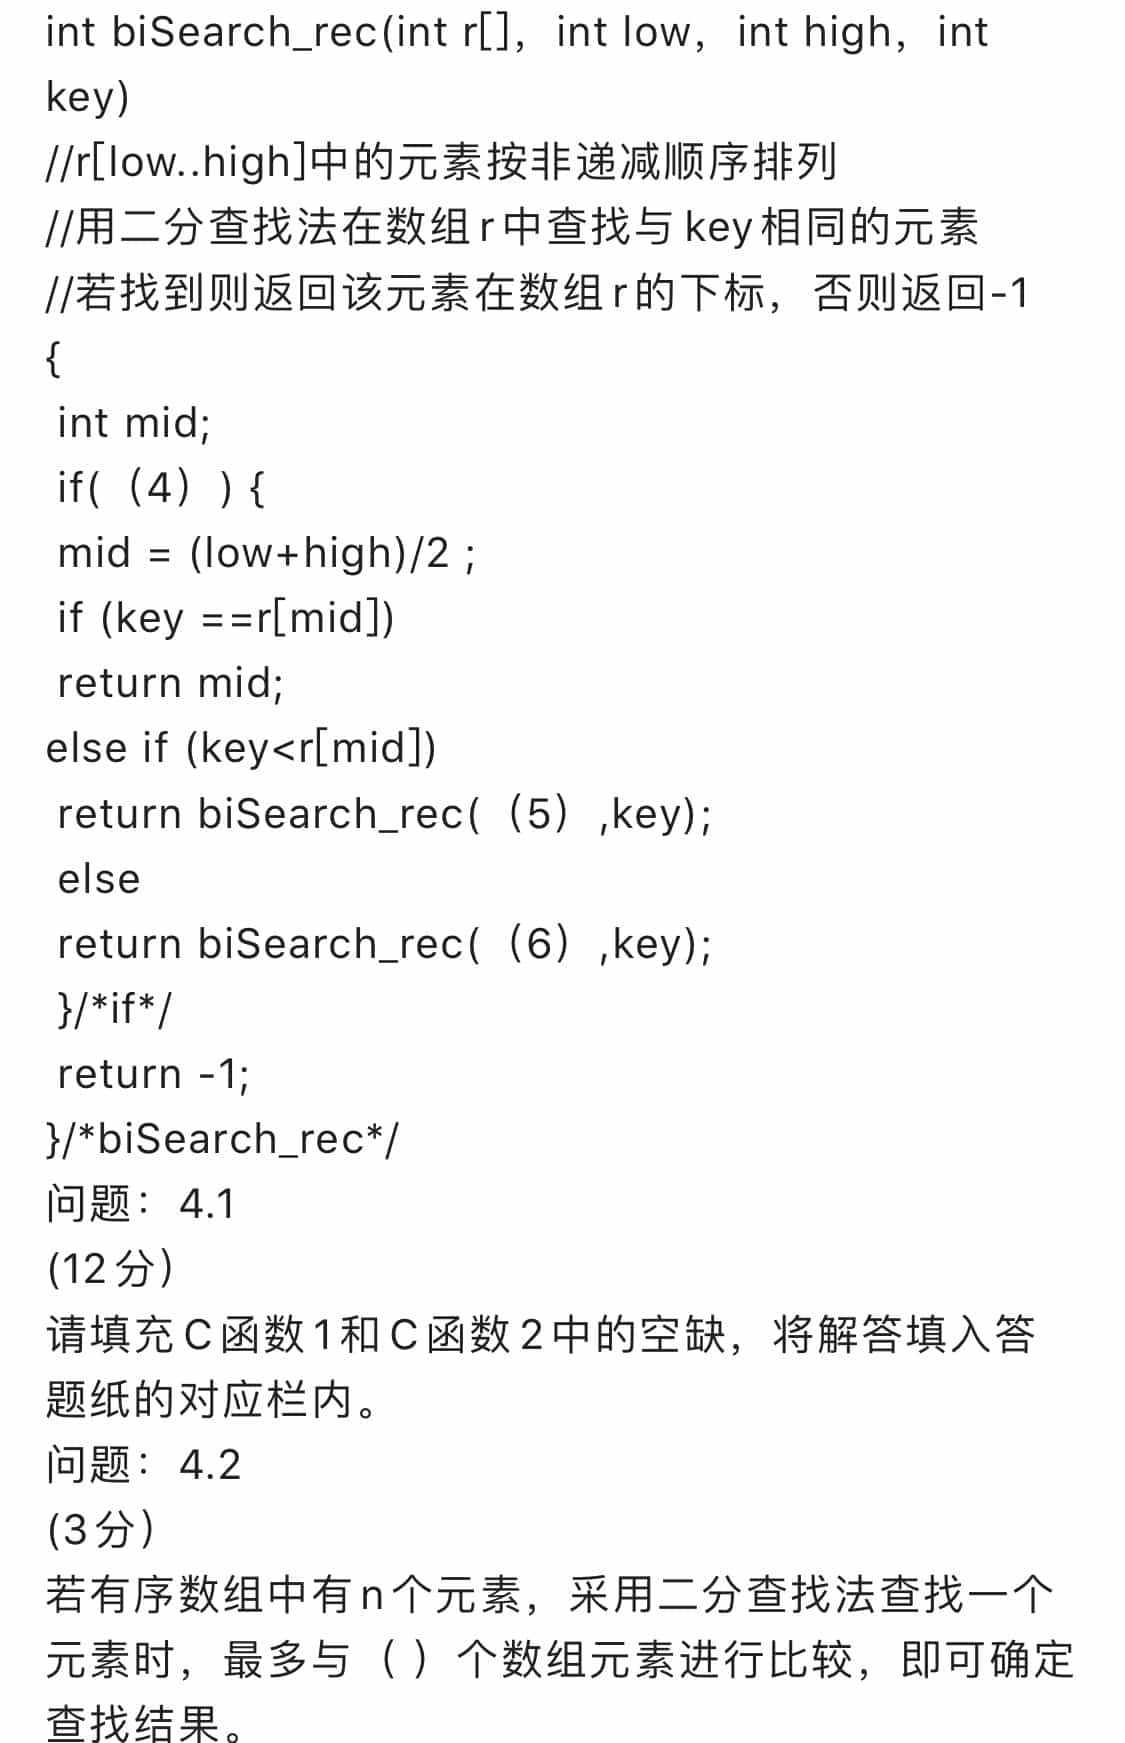 int biSearch_rec(int r[]，int low，int high，int
key)
//r[low..high]中的元素按非递减顺序排列
//用二分查找法在数组r中查找与key相同的元素
//若找到则返回该元素在数组r的下标，否则返回-1
{
int mid;
if(（4）) {
mid = (low+high)/2 ;
if (key ==r[mid])
return mid;
else if (key<r[mid])
return biSearch_rec(（5）,key);
else
return biSearch_rec(（6）,key);
}/*if*/
return -1;
}/*biSearch_rec*/
问题：4.1
(12分）
请填充C函数1和C函数2中的空缺，将解答填入答
题纸的对应栏内。
问题：4.2
(3分）
若有序数组中有n个元素，采用二分查找法查找一个
元素时，最多与（ ）个数组元素进行比较，即可确定
查找结果。